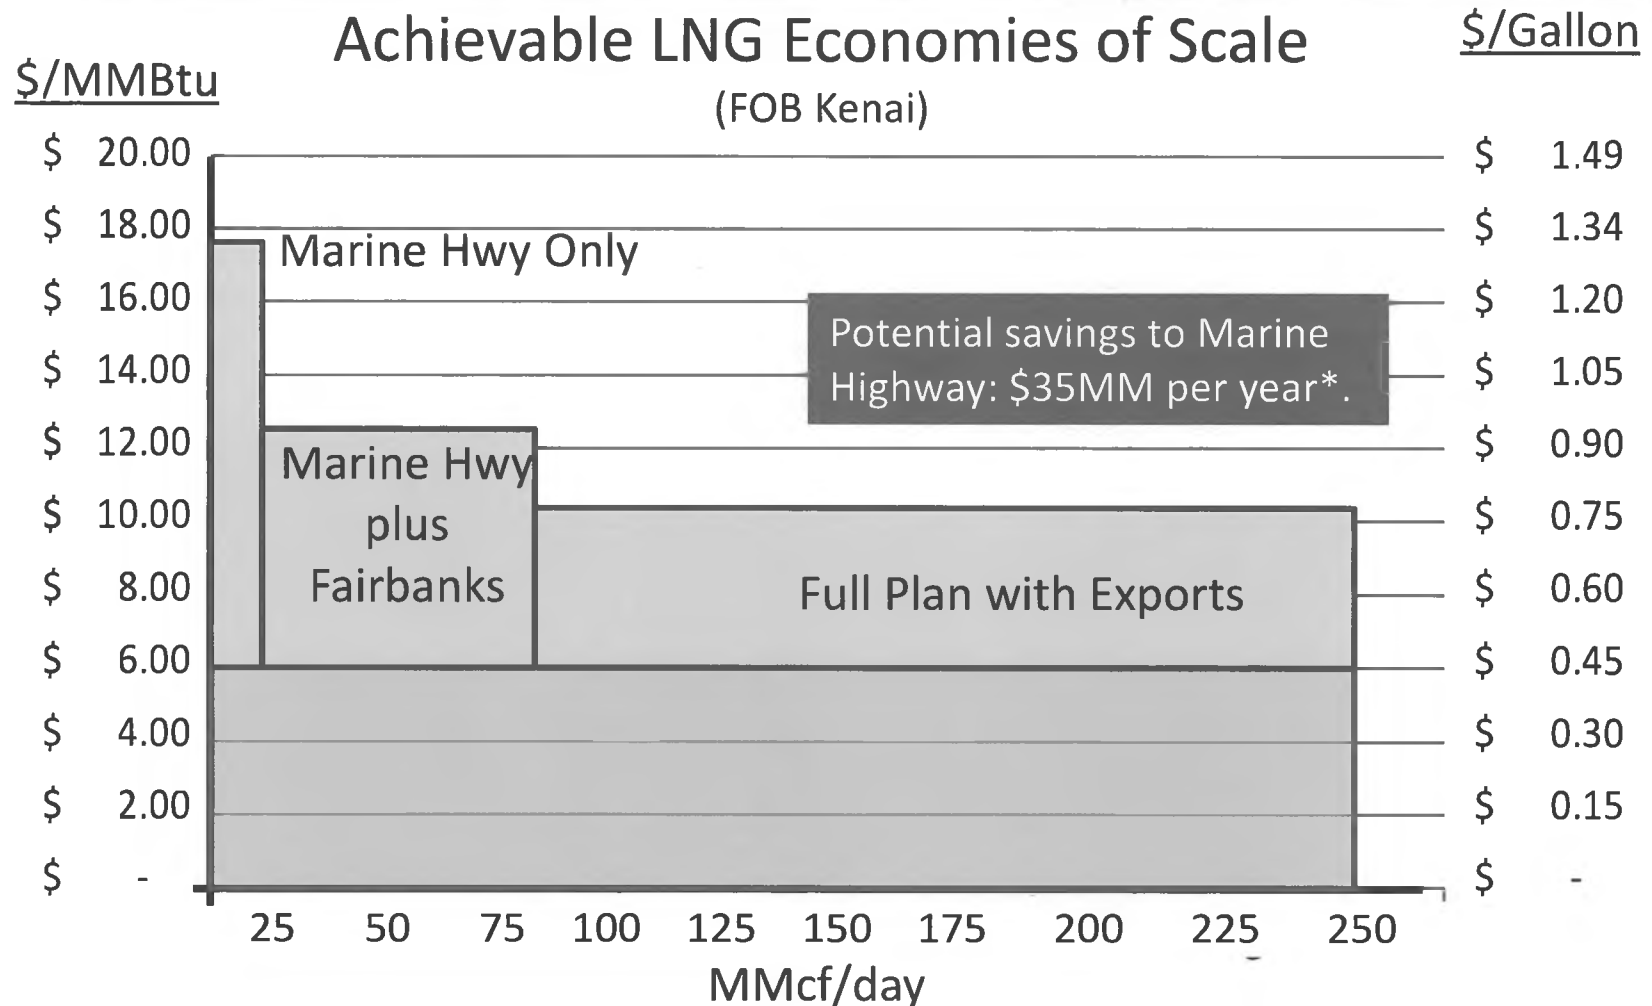 Achievable LNG Economies of Scale
(FOB Kenai)
$/MMBtu
$/Gallon
$ 20.00
$ 18.00
$ 16.00
$ 14.00
$ 12.00
$ 10.00
$ 8.00
$ 6.00
$ 4.00
$ 2.00
$ -
Marine Hwy Only
Potential savings to Marine
Highway: $35MM per year*.
Marine Hwy
plus
Fairbanks
Full Plan with Exports
$ 1.49
$ 1.34
$ 1.20
$ 1.05
$ 0.90
$ 0.75
$ 0.60
$ 0.45
$ 0.30
$ 0.15
$ -
25 50 75 100 125 150 175 200 225 250
MMcf/day